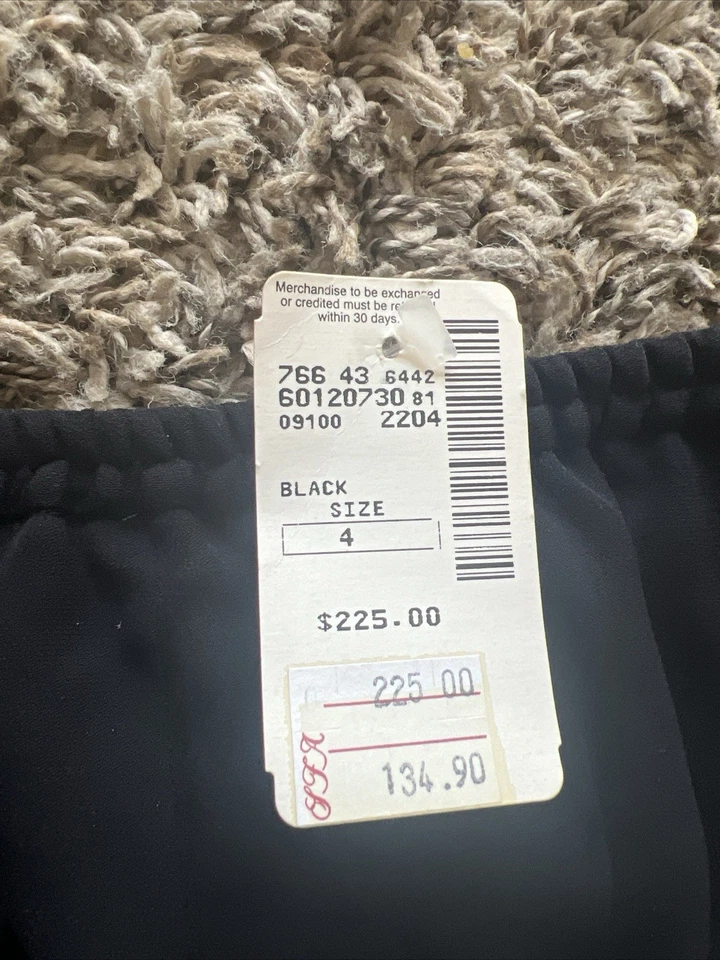 Merchandise to be exchanged
or credited must be
within 30 days.
766 43 6442
60120730 81
09100 2204
BLACK
SIZE
4
$225.00
225 00
134.90
SFA